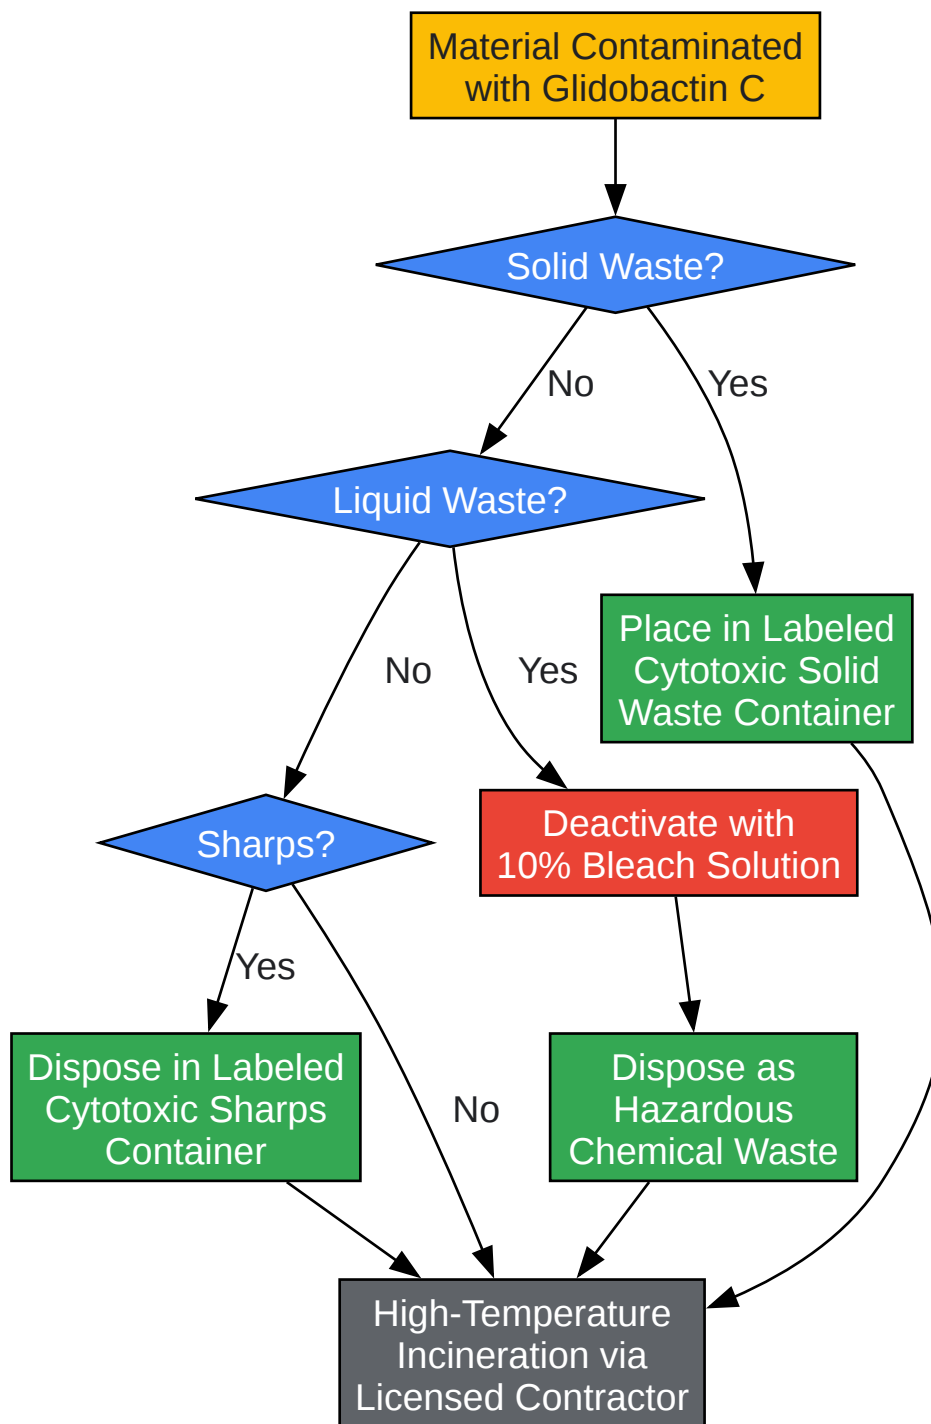 Material Contaminated
with Glidobactin C
Solid Waste?
No
Yes
Liquid Waste?
Place in Labeled
Cytotoxic Solid
Waste Container
No
Yes
Deactivate with
10% Bleach Solution
Sharps?
Yes
Dispose in Labeled
Cytotoxic Sharps
Container
No
Dispose as
Hazardous
Chemical Waste
High-Temperature
Incineration via
Licensed Contractor